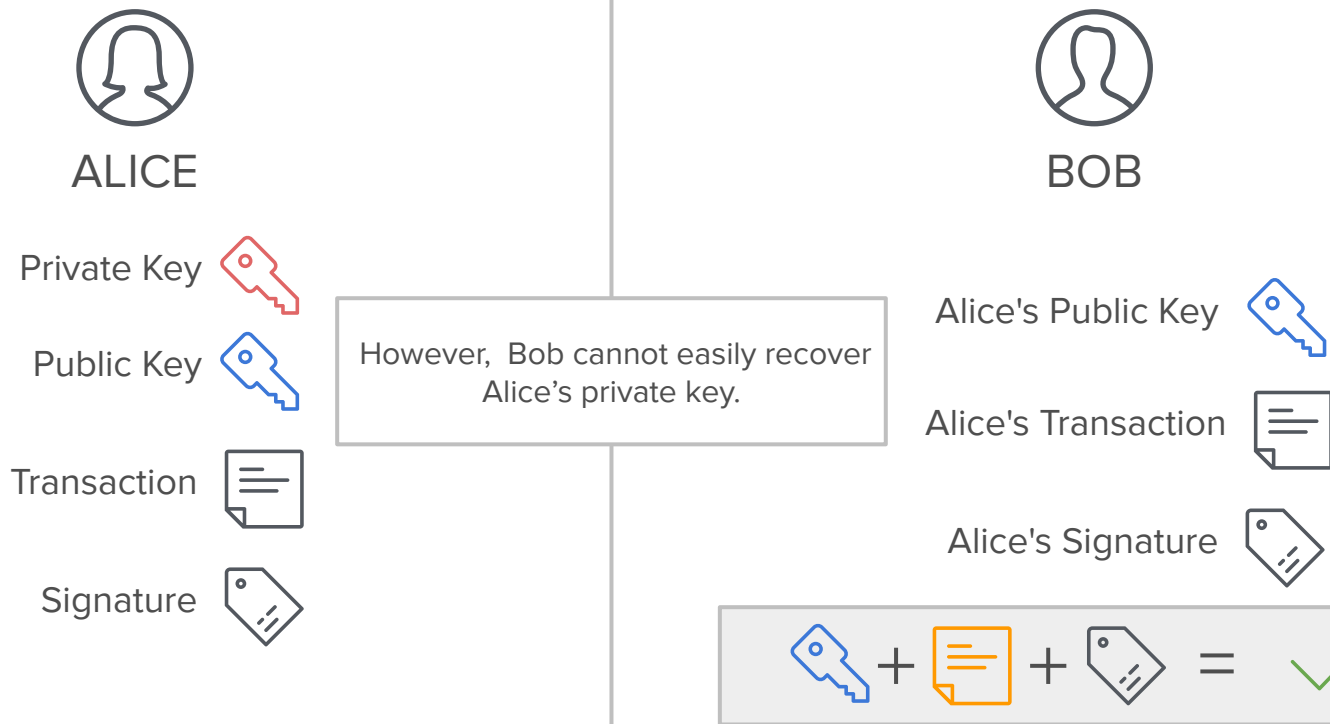 ALICE
Private Key
Public Key
Transaction
Signature
However,  Bob cannot easily recover
Alice’s private key.
BOB
Alice's Public Key
Alice's Transaction
Alice's Signature
+ + =